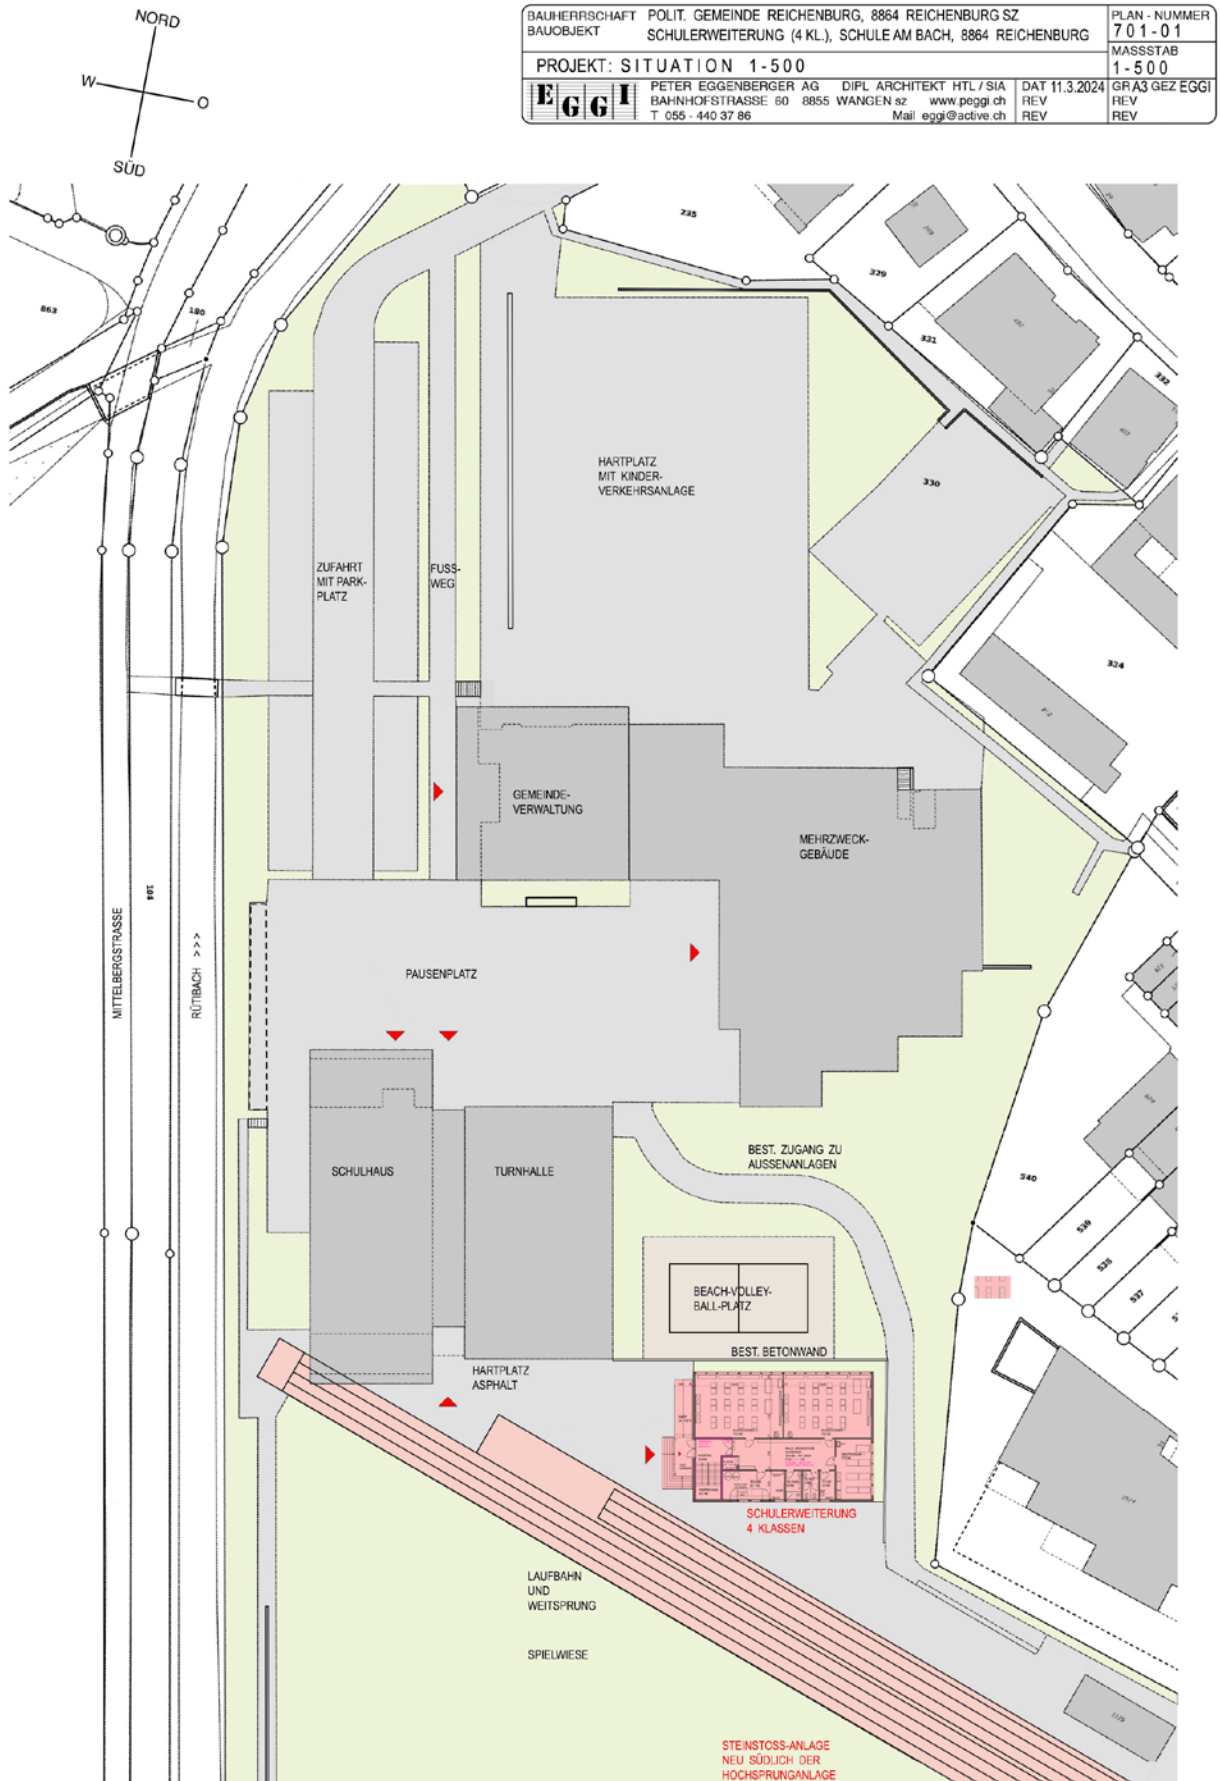 NORD
W
O
SÜD
BAUHERRSCHAFT POLIT. GEMEINDE REICHENBURG, 8864 REICHENBURG SZ
BAUOBJEKT SCHULERWEITERUNG (4 KL.), SCHULE AM BACH, 8864 REICHENBURG
PLAN - NUMMER
701-01
MASSSTAB
1-500
PROJEKT: SITUATION 1-500
EGGI
PETER EGGENBERGER AG DIPL ARCHITEKT HTL / SIA
BAHNHOFSTRASSE 60 8855 WANGEN sz www.peggi.ch
T 055 - 440 37 86 Mail eggi@active.ch
DAT 11.3.2024
REV
REV
GR A3 GEZ EGGI
REV
REV
235
329
863
180
331
332
330
HARTPLATZ
MIT KINDER-
VERKEHRSANLAGE
ZUFAHRT
MIT PARK-
PLATZ
FUSS-
WEG
334
GEMEINDE-
VERWALTUNG
MEHRZWECK-
GEBÄUDE
104
MITTELBERGSTRASSE
RÜTIBACH >>>
PAUSENPLATZ
SCHULHAUS
TURNHALLE
BEST. ZUGANG ZU
AUSSENANLAGEN
540
539
538
537
BEACH-VOLLEY-
BALL-PLATZ
BEST. BETONWAND
HARTPLATZ
ASPHALT
SCHULERWEITERUNG
4 KLASSEN
LAUFBAHN
UND
WEITSPRUNG
SPIELWIESE
STEINSTOSS-ANLAGE
NEU SÜDLICH DER
HOCHSPRUNGANLAGE